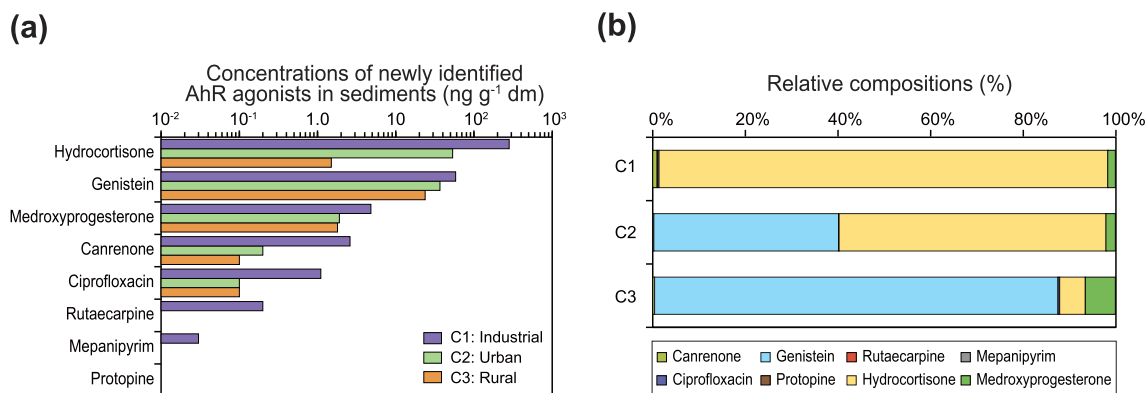 (a)
Concentrations of newly identified
AhR agonists in sediments (ng g⁻¹ dm)
10⁻² 10⁻¹ 1.0 10 10² 10³
Hydrocortisone
Genistein
Medroxyprogesterone
Canrenone
Ciprofloxacin
Rutaecarpine
Mepanipyrim
Protopine
C1: Industrial
C2: Urban
C3: Rural
(b)
Relative compositions (%)
0% 20% 40% 60% 80% 100%
C1
C2
C3
Canrenone Genistein Rutaecarpine Mepanipyrim
Ciprofloxacin Protopine Hydrocortisone Medroxyprogesterone